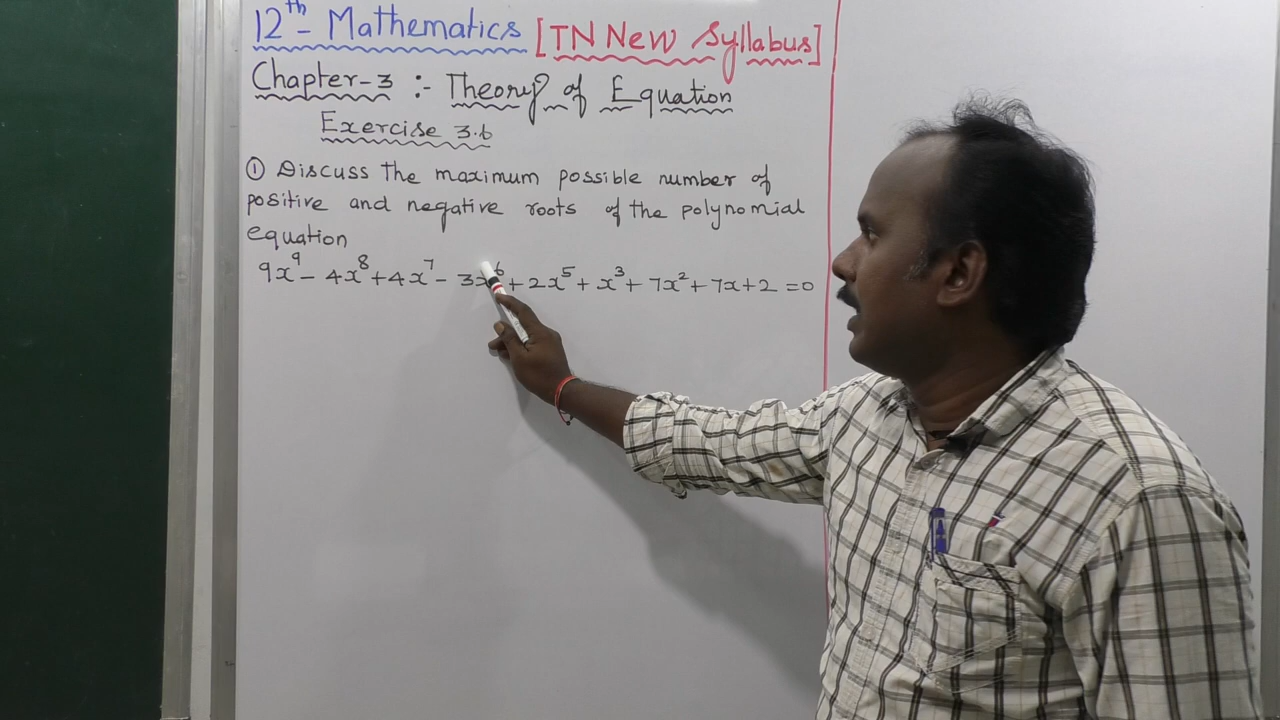 12th - Mathematics [TN New Syllabus]
Chapter-3 :- Theory of Equation
Exercise 3.6
① Discuss the maximum possible number of
positive and negative roots of the polynomial
equation
9x⁹ - 4x⁸ + 4x⁷ - 3x⁶ + 2x⁵ + x³ + 7x² + 7x + 2 = 0